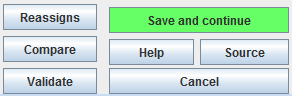 Reassigns
Save and continue
Compare
Help
Source
Validate
Cancel